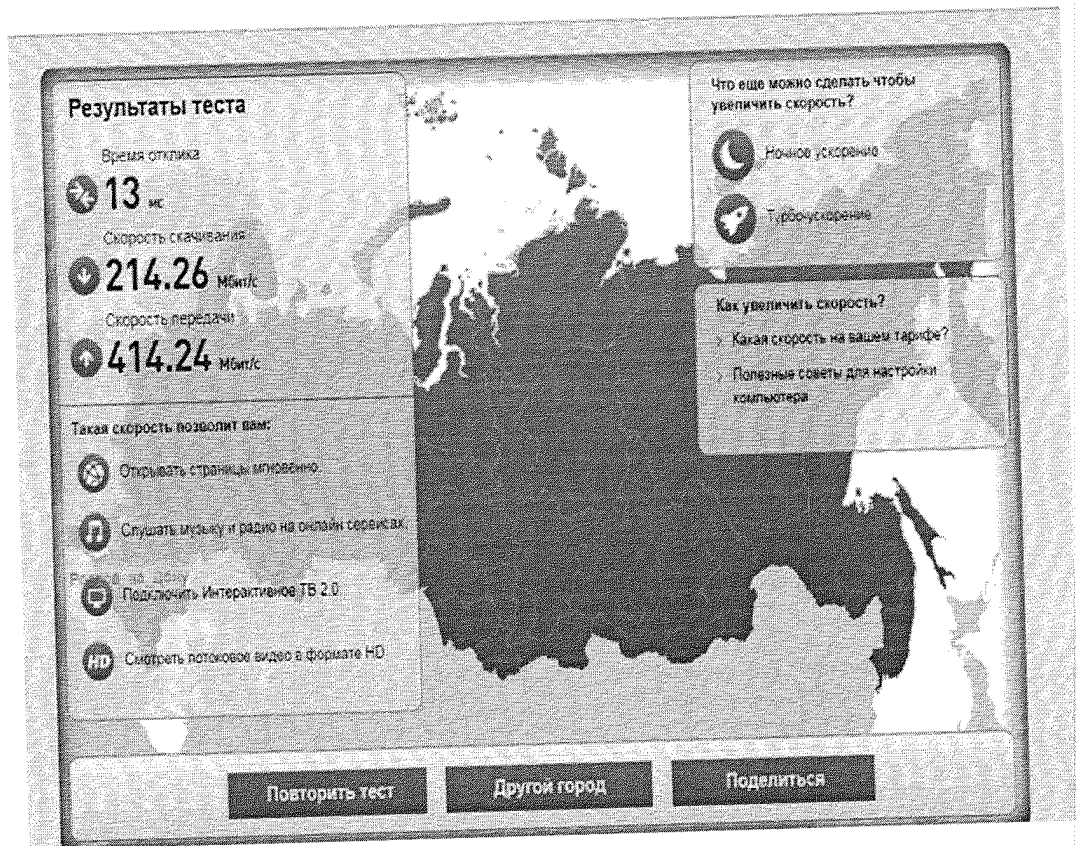 Результаты теста
Время отклика
13 мс
Скорость скачивания
214.26 Мбит/с
Скорость передачи
414.24 Мбит/с
Такая скорость позволит вам:
Открывать страницы мгновенно
Слушать музыку и радио на онлайн сервисах.
Подключить Интерактивное ТВ 2.0
HD Смотреть потоковое видео в формате HD
Что еще можно сделать чтобы
увеличить скорость?
Ночное ускорение
Турбо-ускорение
Как увеличить скорость?
Какая скорость на вашем тарифе?
Полезные советы для настройки
компьютера
Повторить тест
Другой город
Поделиться